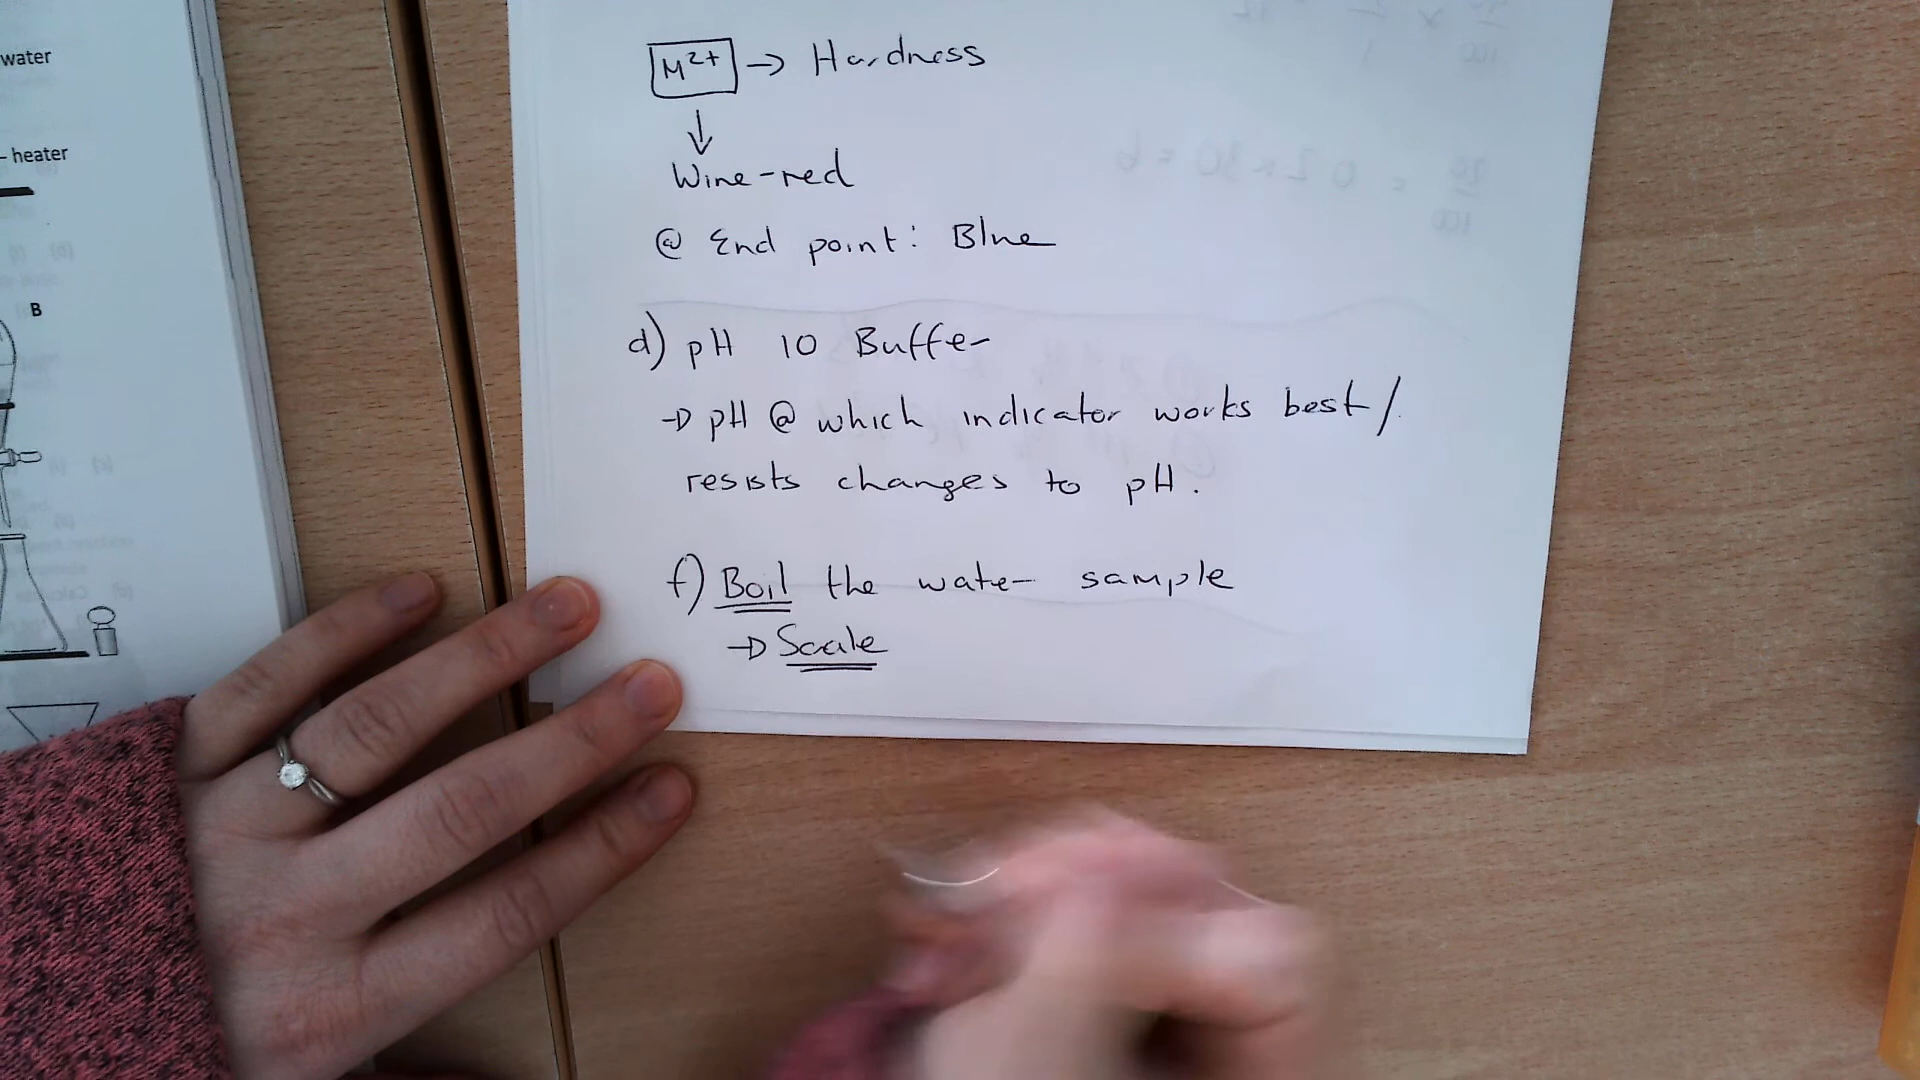 water
- heater
B
M2+ → Hardness
↓
Wine-red
@ End point: Blue
d) pH 10 Buffer
→ pH @ which indicator works best/
resists changes to pH.
f) Boil the water sample
→ Scale